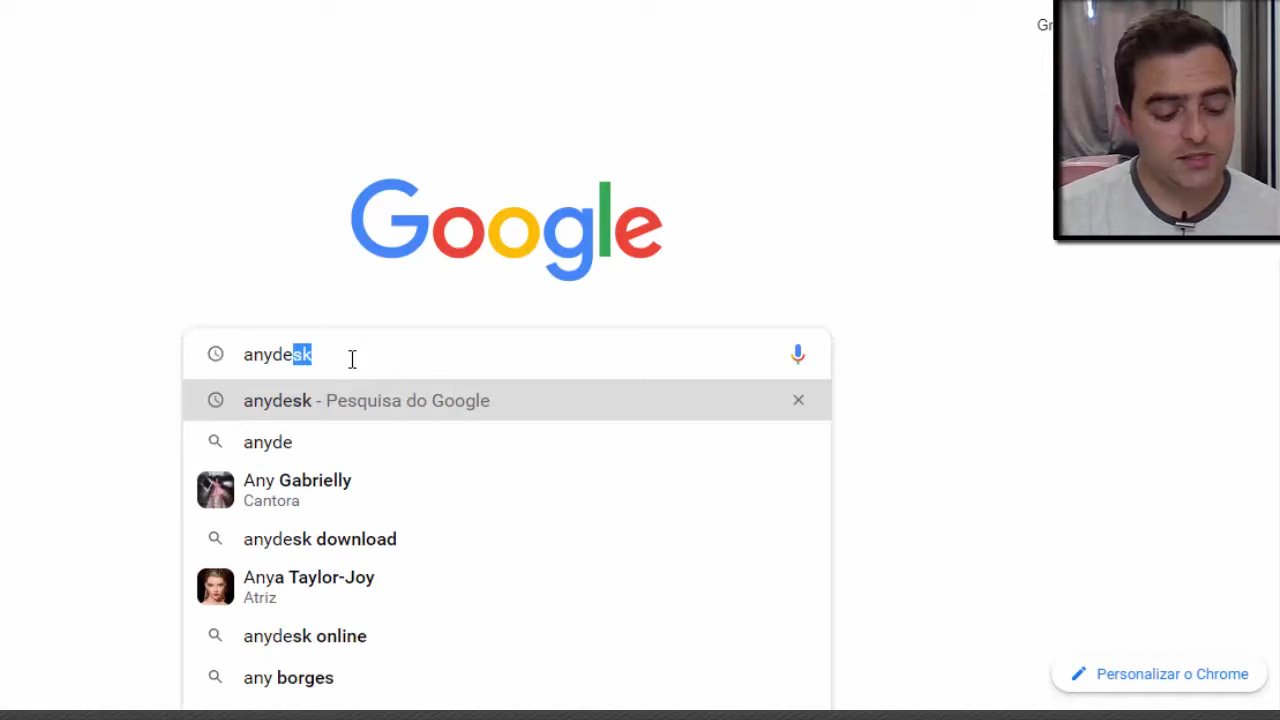 Gr
Google
anydesk
anydesk - Pesquisa do Google
anyde
Any Gabrielly
Cantora
anydesk download
Anya Taylor-Joy
Atriz
anydesk online
any borges
Personalizar o Chrome